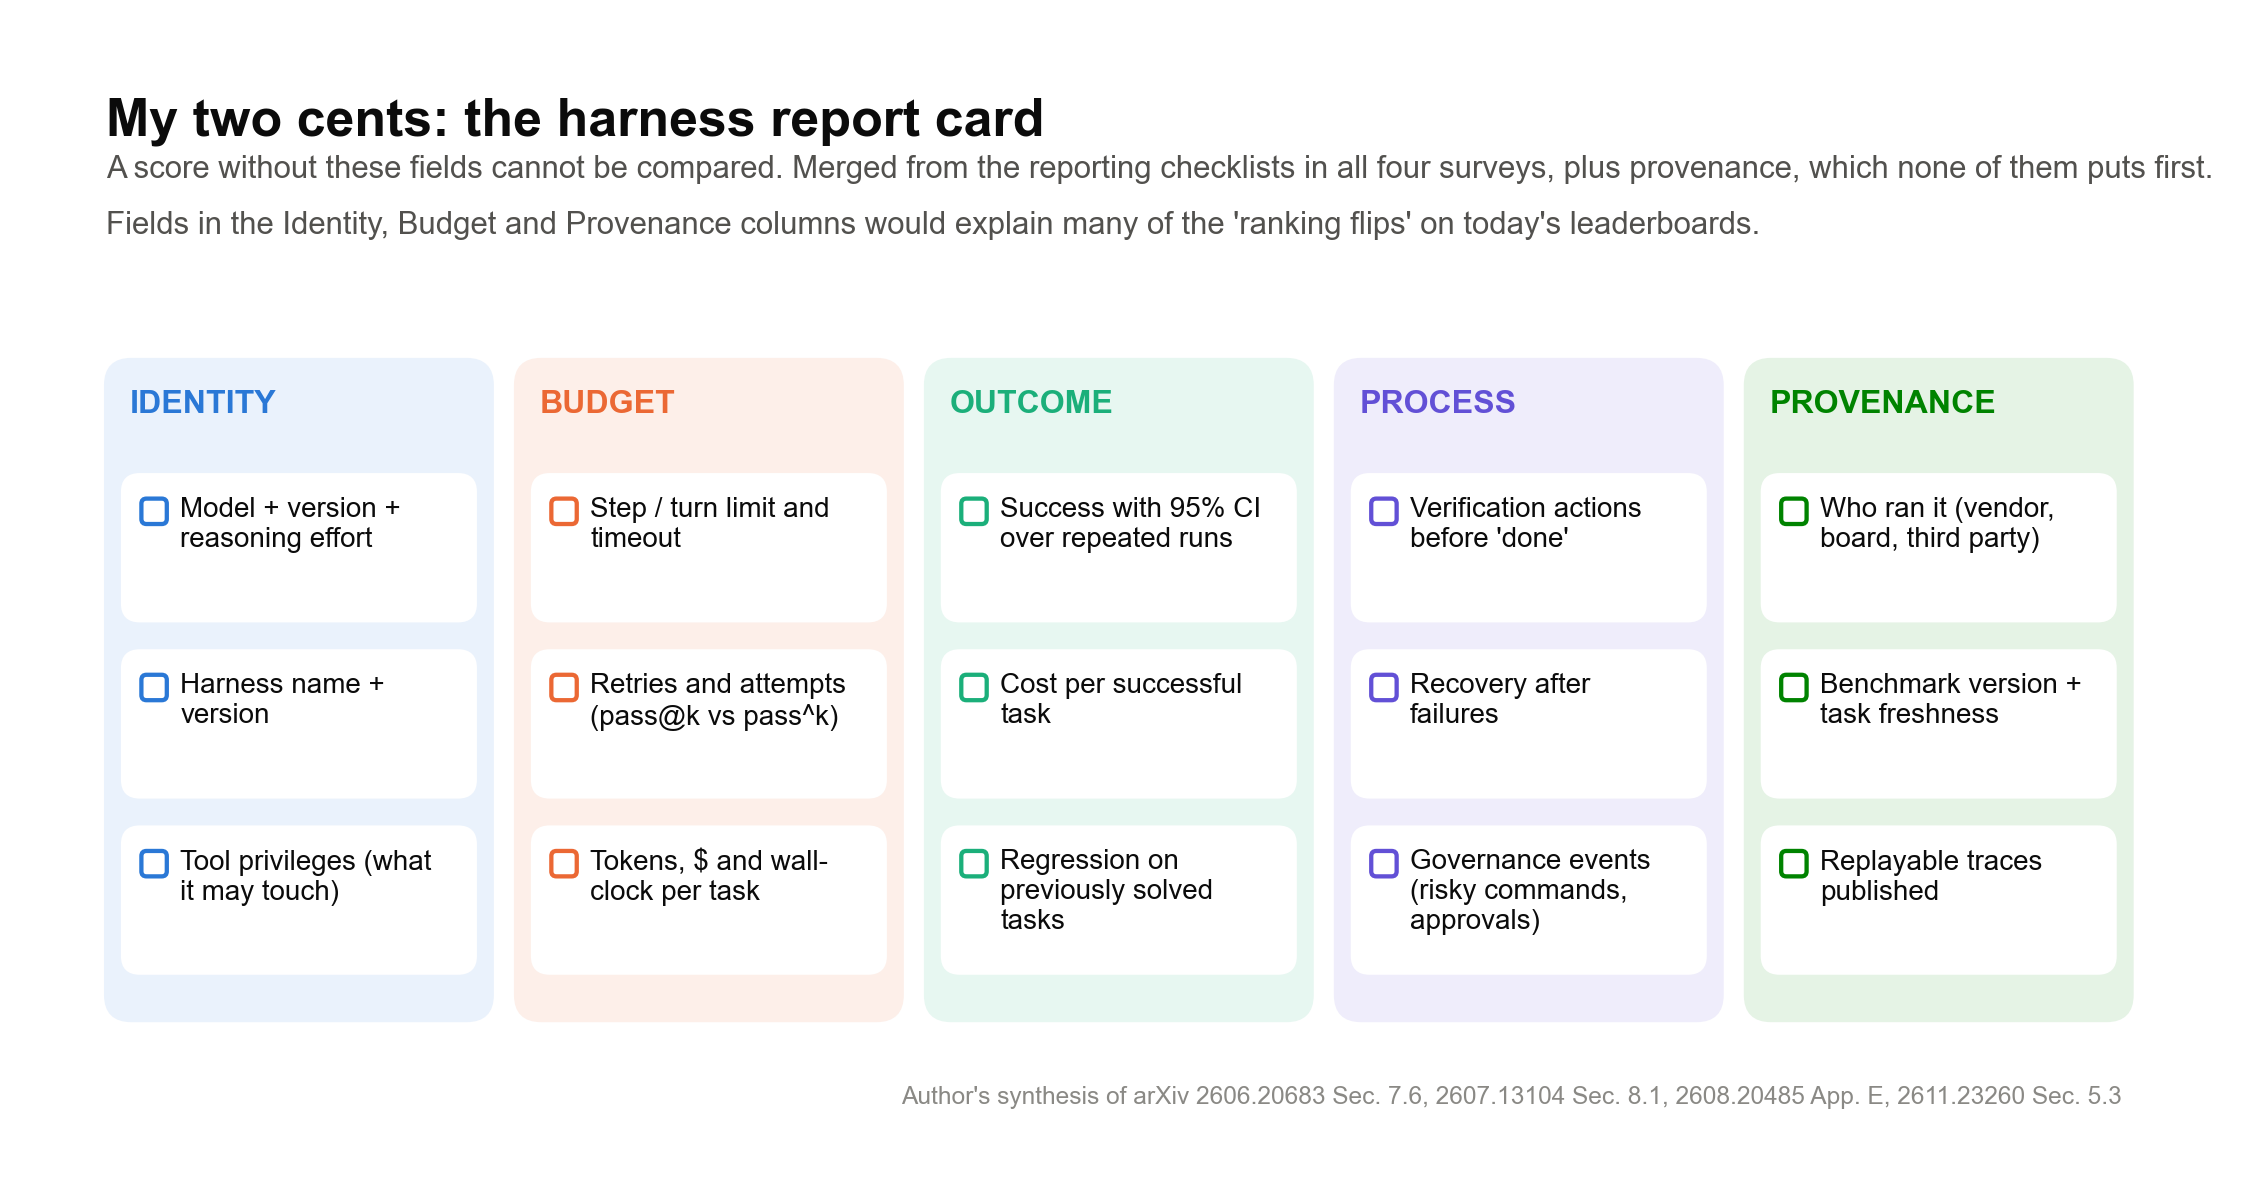 My two cents: the harness report card
A score without these fields cannot be compared. Merged from the reporting checklists in all four surveys, plus provenance, which none of them puts first.
Fields in the Identity, Budget and Provenance columns would explain many of the 'ranking flips' on today's leaderboards.
IDENTITY
Model + version +
reasoning effort
Harness name +
version
Tool privileges (what
it may touch)
BUDGET
Step / turn limit and
timeout
Retries and attempts
(pass@k vs pass^k)
Tokens, $ and wall-
clock per task
OUTCOME
Success with 95% CI
over repeated runs
Cost per successful
task
Regression on
previously solved
tasks
PROCESS
Verification actions
before 'done'
Recovery after
failures
Governance events
(risky commands,
approvals)
PROVENANCE
Who ran it (vendor,
board, third party)
Benchmark version +
task freshness
Replayable traces
published
Author's synthesis of arXiv 2606.20683 Sec. 7.6, 2607.13104 Sec. 8.1, 2608.20485 App. E, 2611.23260 Sec. 5.3